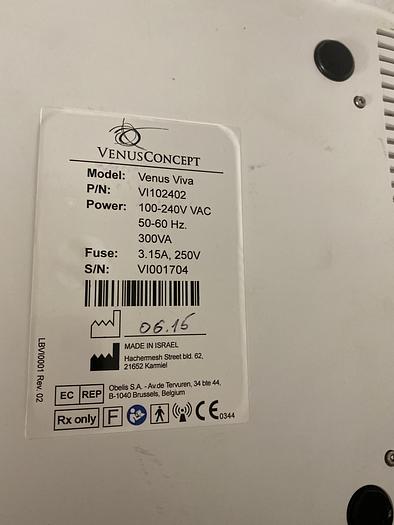 VENUSCONCEPT
Model: Venus Viva
P/N: VI102402
Power: 100-240V VAC
50-60 Hz.
300VA
Fuse: 3.15A, 250V
S/N: VI001704
06.15
MADE IN ISRAEL
Hachermesh Street bld. 62,
21652 Karmiel
EC REP
Obelis S.A. - Av.de Tervuren, 34 bte 44,
B-1040 Brussels, Belgium
Rx only F CE 0344
LBVI0001 Rev. 02